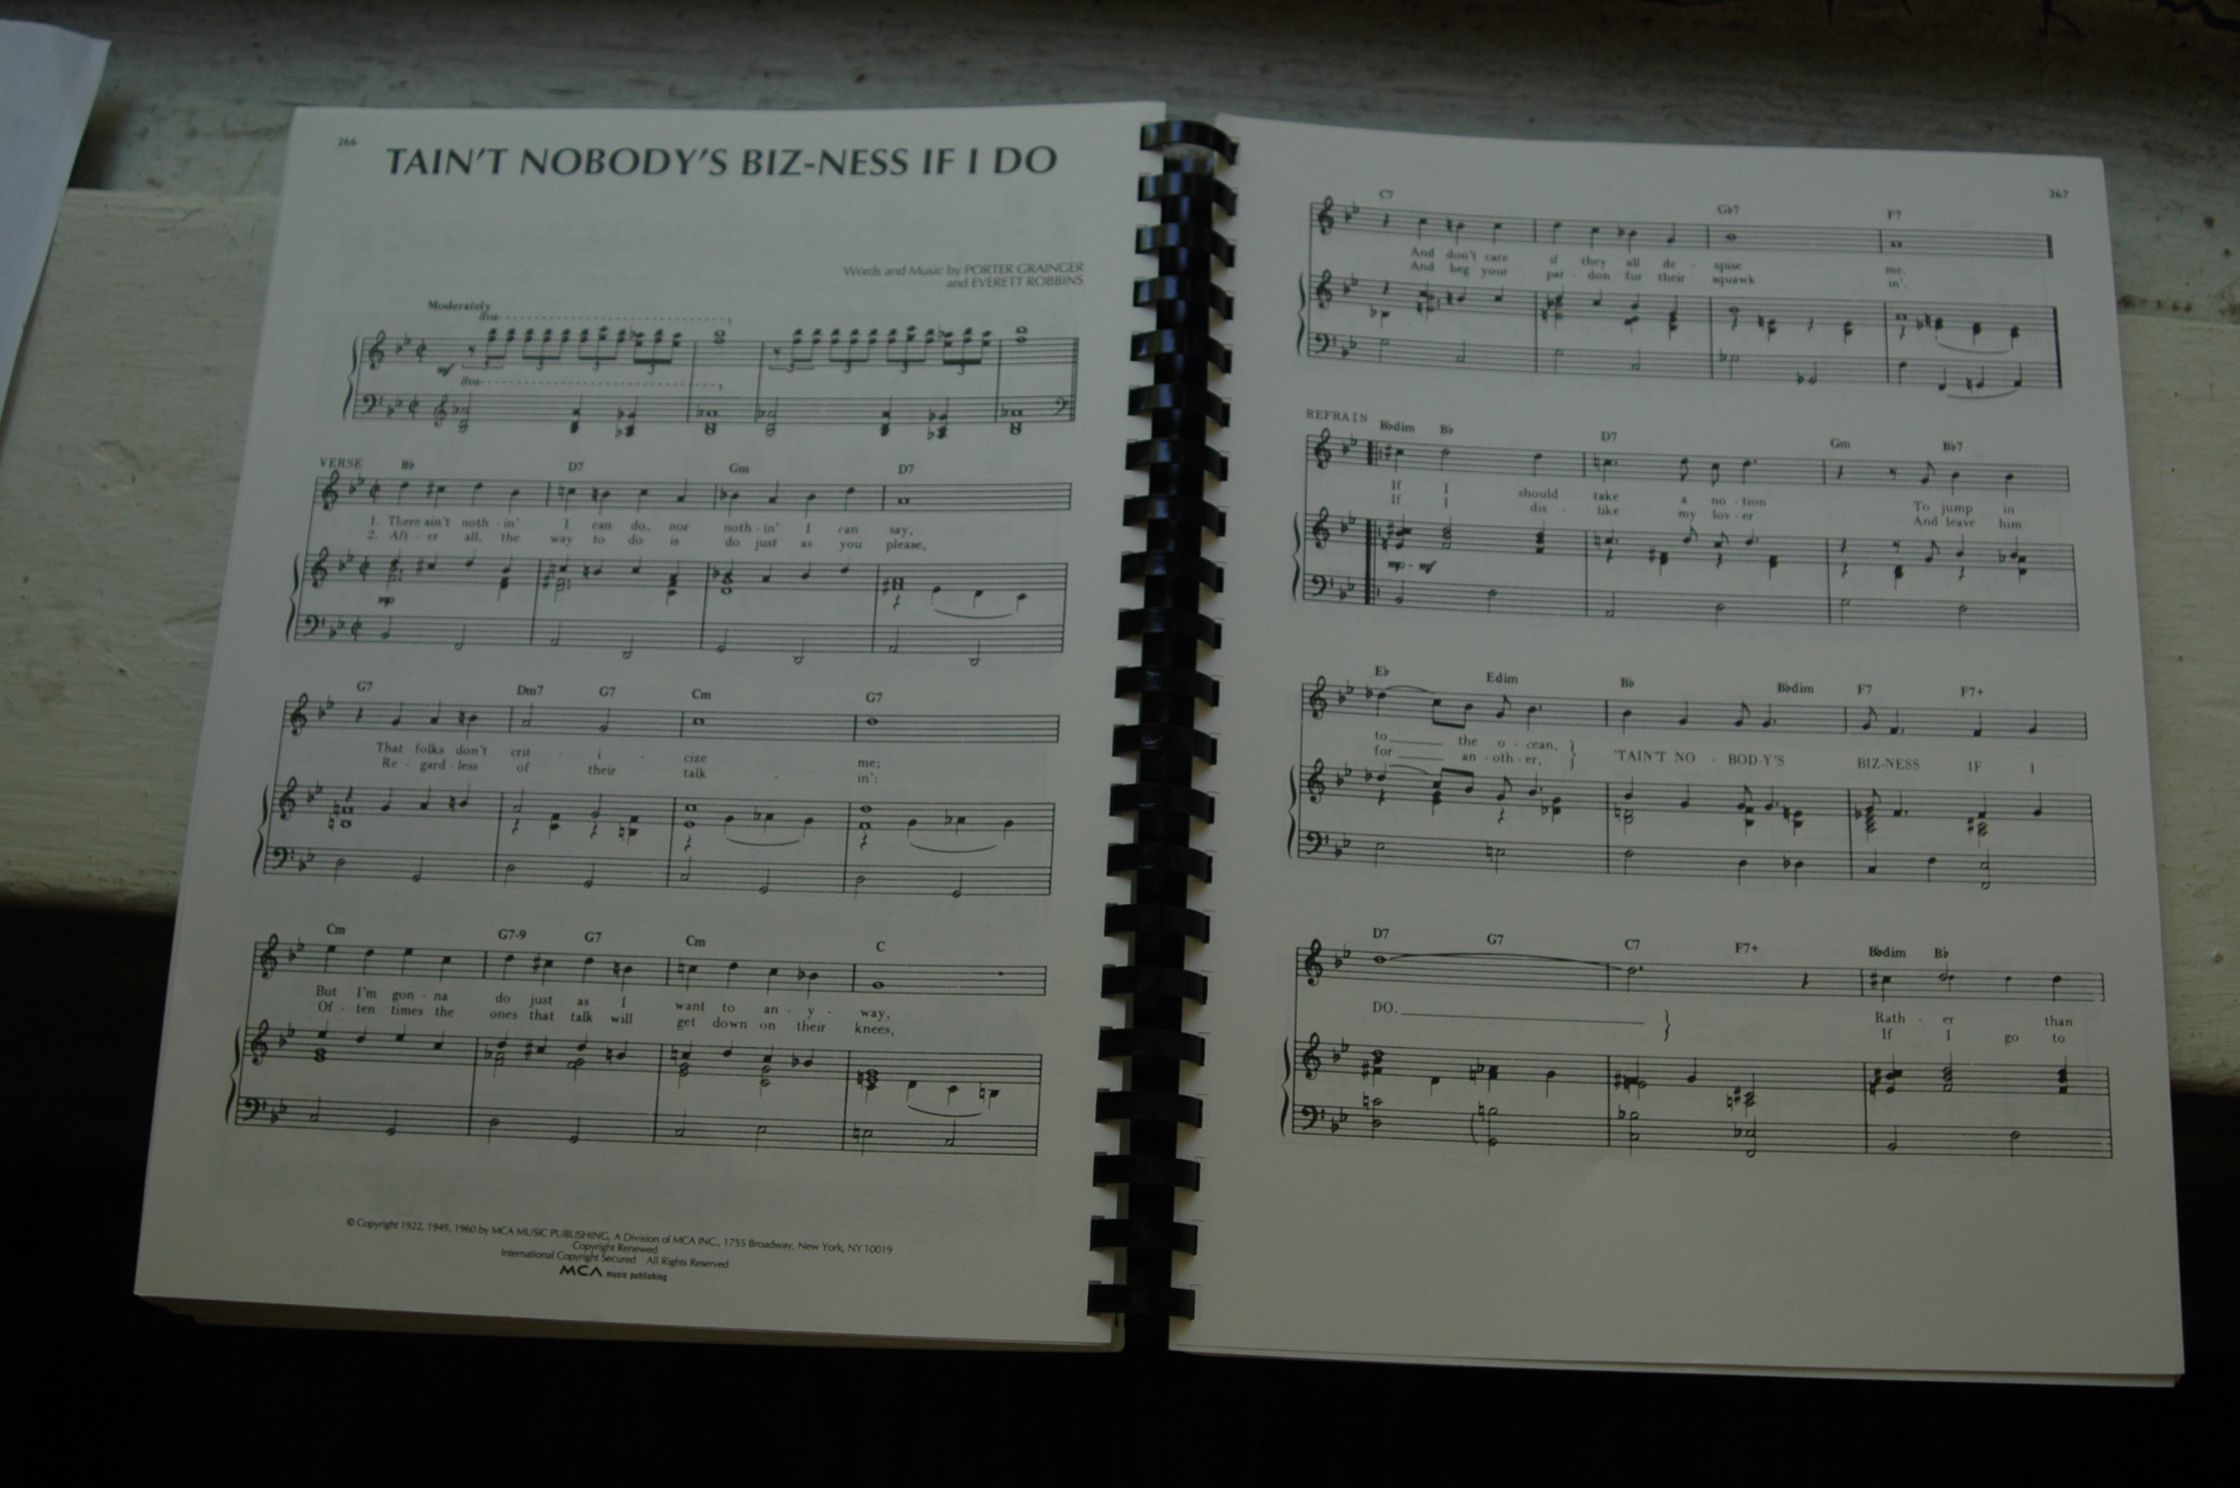 266
TAIN'T NOBODY'S BIZ-NESS IF I DO
Words and Music by PORTER GRAINGER
and EVERETT ROBBINS
Moderately
8va
mf
8va
VERSE
Bb D7 Gm D7
1. There ain't noth - in' I can do, nor noth - in' I can say,
2. Aft - er all, the way to do is do just as you please,
mp
G7 Dm7 G7 Cm G7
That folks don't crit - i - cize me;
Re - gard - less of their talk - in';
Cm G7-9 G7 Cm C
But I'm gon - na do just as I want to an - y - way,
Of - ten times the ones that talk will get down on their knees,
© Copyright 1922, 1949, 1960 by MCA MUSIC PUBLISHING, A Division of MCA INC., 1755 Broadway, New York, NY 10019
Copyright Renewed
International Copyright Secured All Rights Reserved
MCA music publishing
267
C7 Gb7 F7
And don't care if they all de - spise me.
And beg your par - don for their squawk - in'.
REFRAIN
Bbdim Bb D7 Gm Bb7
If I should take a no - tion To jump in
If I dis - like my lov - er And leave him
mp - mf
Eb Edim Bb Bbdim F7 F7+
to the o - cean, 'TAIN'T NO - BOD-Y'S BIZ-NESS IF I
for an - oth - er,
D7 G7 C7 F7+ Bbdim Bb
DO. Rath - er than
If I go to